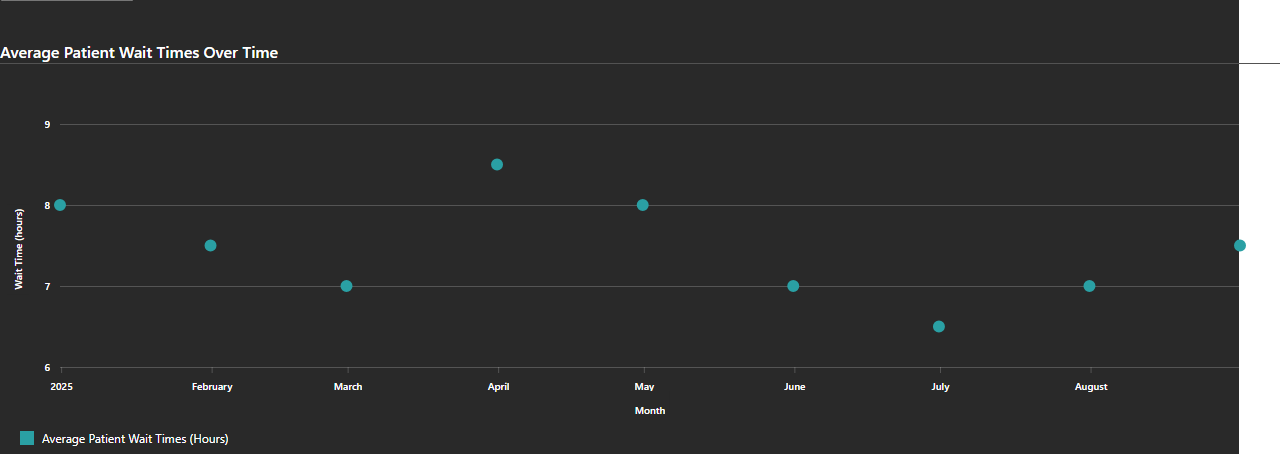 Average Patient Wait Times Over Time
9
8
7
6
Wait Time (hours)
2025 February March April May June July August
Month
Average Patient Wait Times (Hours)